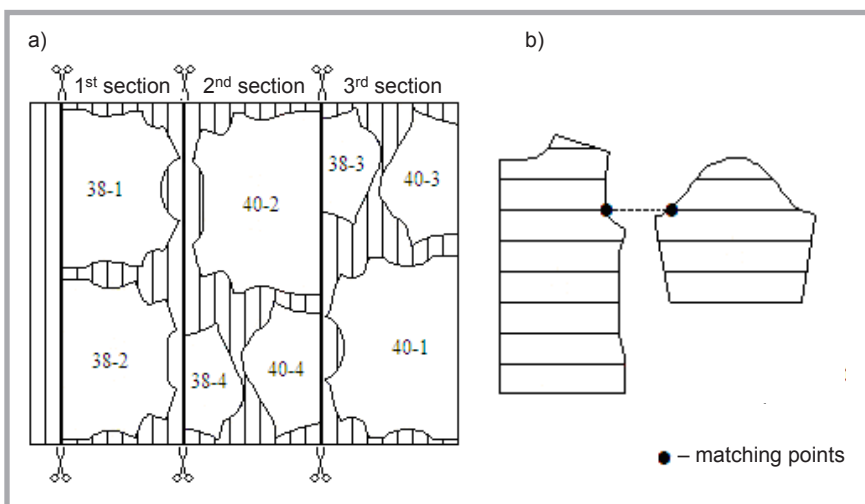 a)
b)
1st section 2nd section 3rd section
38-1
40-2
38-3
40-3
38-2
38-4
40-4
40-1
● – matching points